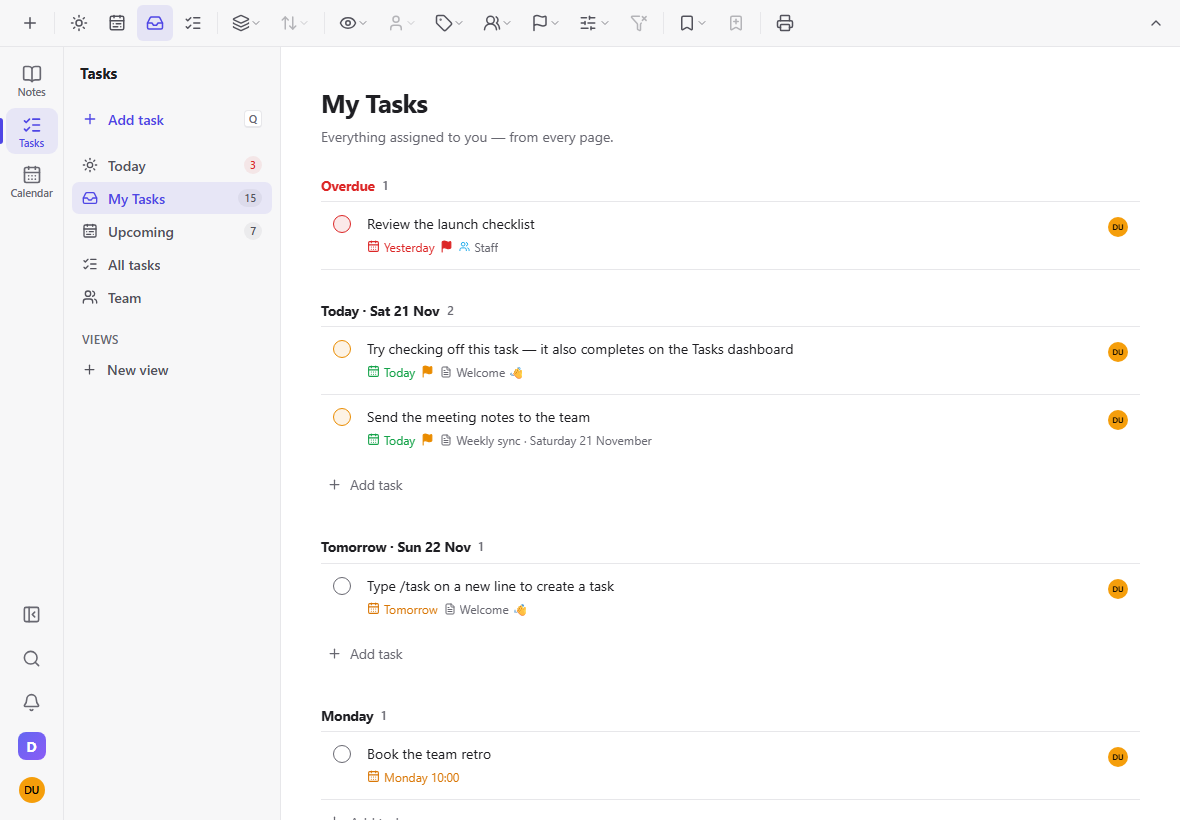 Notes
Tasks
Calendar
D
DU
Tasks
Add task Q
Today 3
My Tasks 15
Upcoming 7
All tasks
Team
VIEWS
New view
My Tasks
Everything assigned to you — from every page.
Overdue 1
Review the launch checklist DU
Yesterday Staff
Today · Sat 21 Nov 2
Try checking off this task — it also completes on the Tasks dashboard DU
Today Welcome 👋
Send the meeting notes to the team DU
Today Weekly sync · Saturday 21 November
Add task
Tomorrow · Sun 22 Nov 1
Type /task on a new line to create a task DU
Tomorrow Welcome 👋
Add task
Monday 1
Book the team retro DU
Monday 10:00